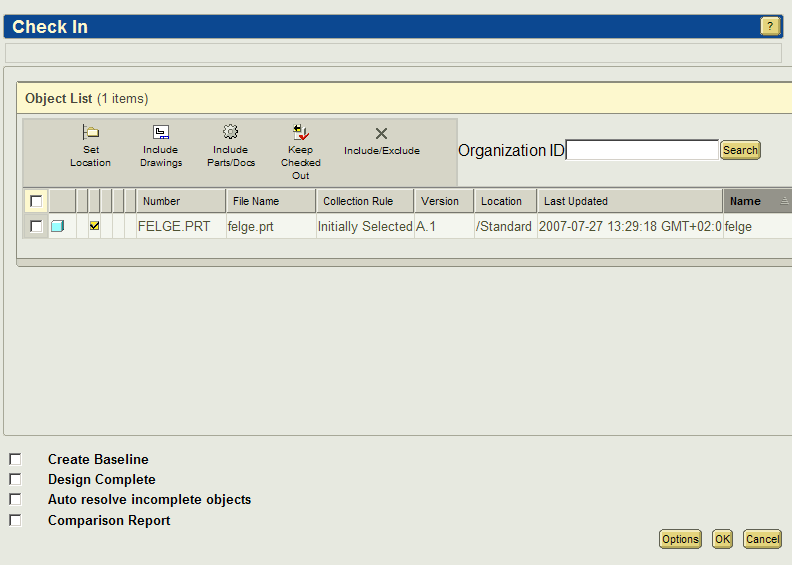 Check In
?
Object List (1 items)
Set Location
Include Drawings
Include Parts/Docs
Keep Checked Out
Include/Exclude
Organization ID
Search
Number File Name Collection Rule Version Location Last Updated Name
FELGE.PRT felge.prt Initially Selected A.1 /Standard 2007-07-27 13:29:18 GMT+02:0 felge
Create Baseline
Design Complete
Auto resolve incomplete objects
Comparison Report
Options OK Cancel